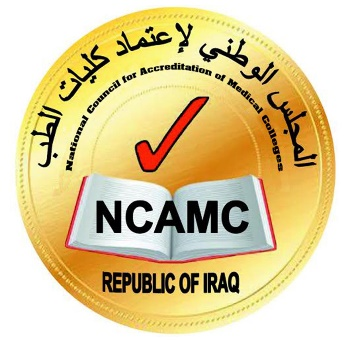 المجلس الوطني لإعتماد كليات الطب
National Council for Accreditation of Medical Colleges
NCAMC
REPUBLIC OF IRAQ